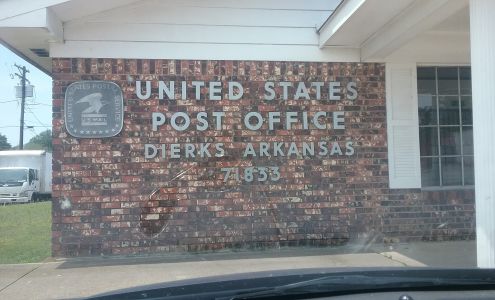 UNITED STATES
POST OFFICE
DIERKS ARKANSAS
71833